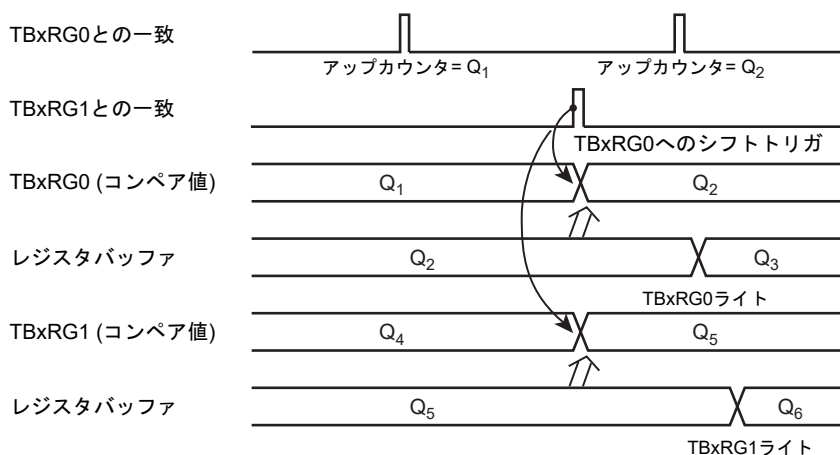 TBxRG0との一致
アップカウンタ= Q1 アップカウンタ= Q2
TBxRG1との一致
TBxRG0へのシフトトリガ
TBxRG0 (コンペア値) Q1 Q2
レジスタバッファ Q2 Q3
TBxRG0ライト
TBxRG1 (コンペア値) Q4 Q5
レジスタバッファ Q5 Q6
TBxRG1ライト